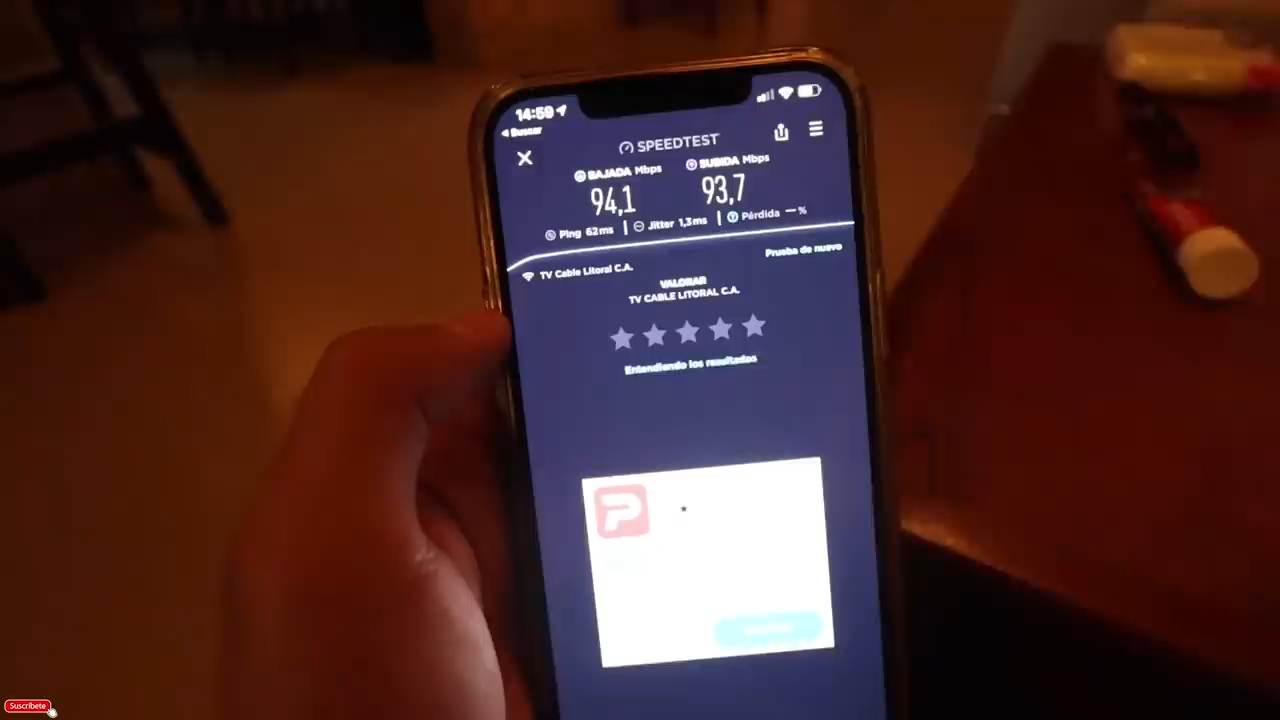 14:59
Buscar
SPEEDTEST
BAJADA Mbps
SUBIDA Mbps
94,1
93,7
Ping 62ms
Jitter 1,3ms
Pérdida — %
Prueba de nuevo
TV Cable Litoral C.A.
VALORAR
TV CABLE LITORAL C.A.
Entendiendo los resultados
Suscríbete